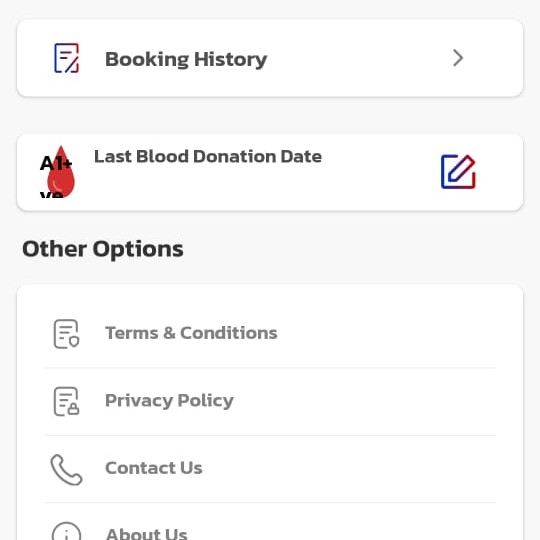 Booking History
A1+
ve
Last Blood Donation Date
Other Options
Terms & Conditions
Privacy Policy
Contact Us
About Us